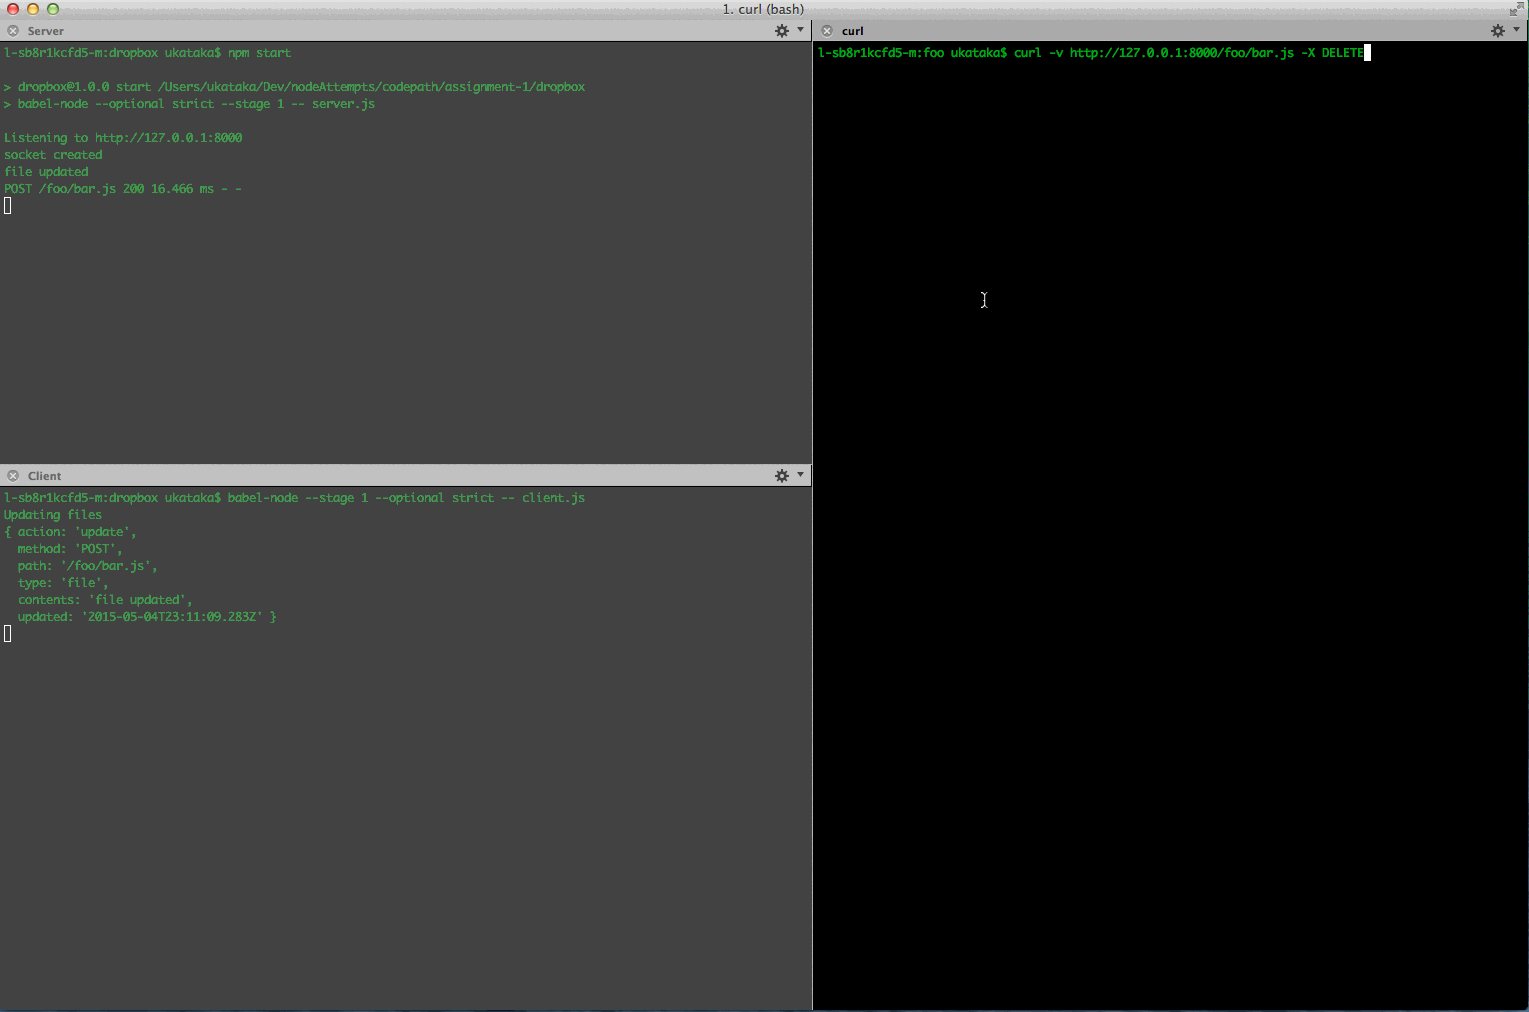 1. curl (bash)
Server
l-sb8r1kcfd5-m:dropbox ukataka$ npm start
> dropbox@1.0.0 start /Users/ukataka/Dev/nodeAttempts/codepath/assignment-1/dropbox
> babel-node --optional strict --stage 1 -- server.js
Listening to http://127.0.0.1:8000
socket created
file updated
POST /foo/bar.js 200 16.466 ms - -
Client
l-sb8r1kcfd5-m:dropbox ukataka$ babel-node --stage 1 --optional strict -- client.js
Updating files
{ action: 'update',
  method: 'POST',
  path: '/foo/bar.js',
  type: 'file',
  contents: 'file updated',
  updated: '2015-05-04T23:11:09.283Z' }
curl
l-sb8r1kcfd5-m:foo ukataka$ curl -v http://127.0.0.1:8000/foo/bar.js -X DELETE